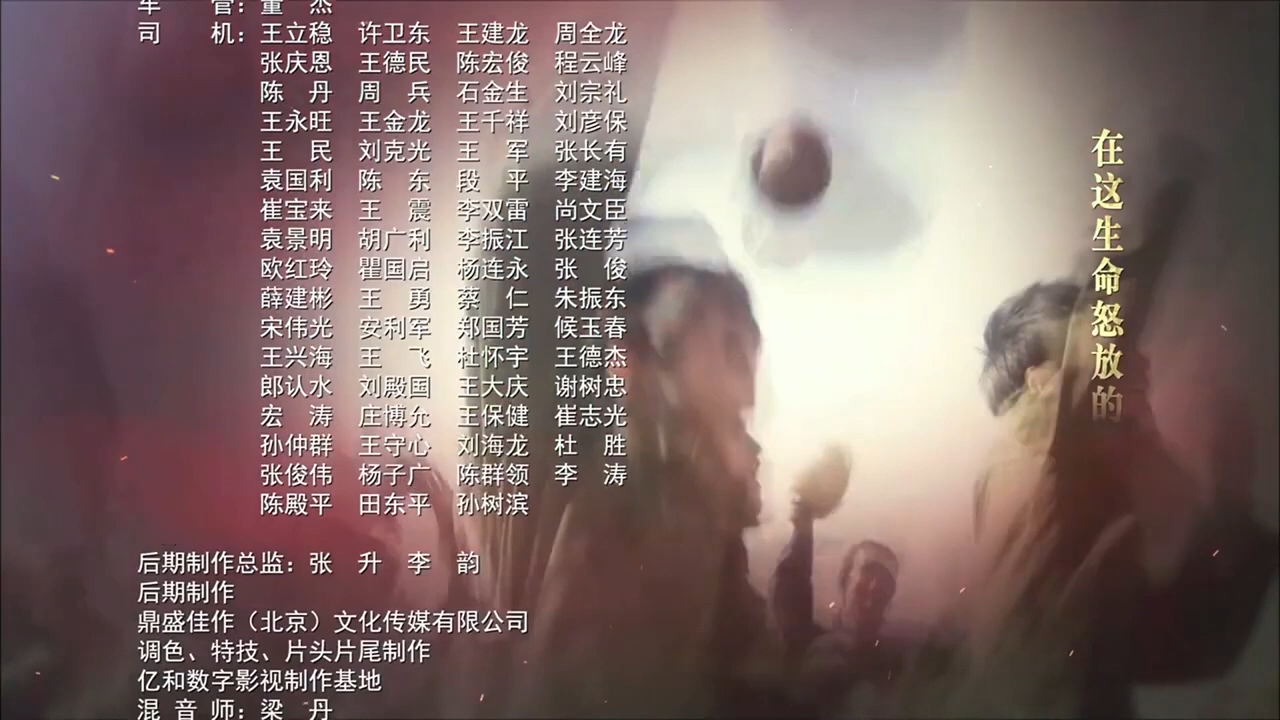 车 管：董 杰
司 机：王立稳 许卫东 王建龙 周全龙
张庆恩 王德民 陈宏俊 程云峰
陈 丹 周 兵 石金生 刘宗礼
王永旺 王金龙 王千祥 刘彦保
王 民 刘克光 王 军 张长有
袁国利 陈 东 段 平 李建海
崔宝来 王 震 李双雷 尚文臣
袁景明 胡广利 李振江 张连芳
欧红玲 瞿国启 杨连永 张 俊
薛建彬 王 勇 蔡 仁 朱振东
宋伟光 安利军 郑国芳 候玉春
王兴海 王 飞 杜怀宇 王德杰
郎认水 刘殿国 王大庆 谢树忠
宏 涛 庄博允 王保健 崔志光
孙仲群 王守心 刘海龙 杜 胜
张俊伟 杨子广 陈群领 李 涛
陈殿平 田东平 孙树滨
后期制作总监：张 升 李 韵
后期制作
鼎盛佳作（北京）文化传媒有限公司
调色、特技、片头片尾制作
亿和数字影视制作基地
混 音 师：梁 丹
在这生命怒放的